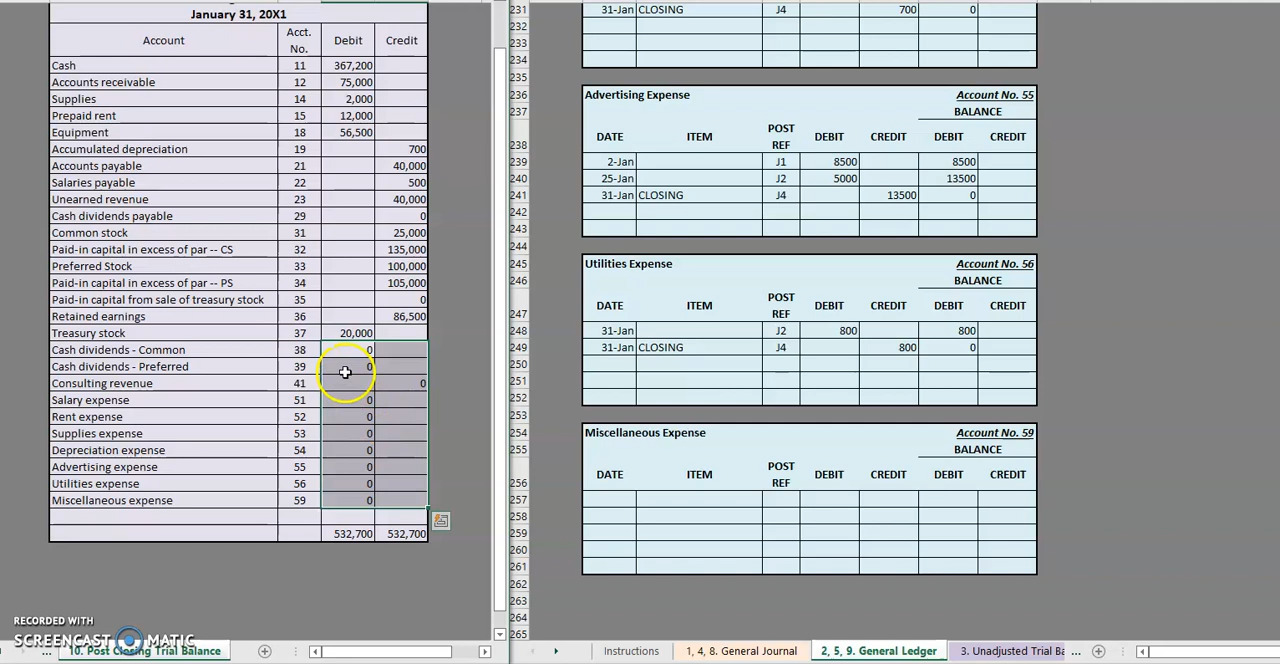 January 31, 20X1
Account Acct. No. Debit Credit
Cash 11 367,200
Accounts receivable 12 75,000
Supplies 14 2,000
Prepaid rent 15 12,000
Equipment 18 56,500
Accumulated depreciation 19 700
Accounts payable 21 40,000
Salaries payable 22 500
Unearned revenue 23 40,000
Cash dividends payable 29 0
Common stock 31 25,000
Paid-in capital in excess of par -- CS 32 135,000
Preferred Stock 33 100,000
Paid-in capital in excess of par -- PS 34 105,000
Paid-in capital from sale of treasury stock 35 0
Retained earnings 36 86,500
Treasury stock 37 20,000
Cash dividends - Common 38 0
Cash dividends - Preferred 39 0
Consulting revenue 41 0
Salary expense 51 0
Rent expense 52 0
Supplies expense 53 0
Depreciation expense 54 0
Advertising expense 55 0
Utilities expense 56 0
Miscellaneous expense 59 0
532,700 532,700
RECORDED WITH
SCREENCAST MATIC
... 10. Post Closing Trial Balance
231 31-Jan CLOSING J4 700 0
232
233
234
235
236 Advertising Expense Account No. 55
237 BALANCE
238 DATE ITEM POST REF DEBIT CREDIT DEBIT CREDIT
239 2-Jan J1 8500 8500
240 25-Jan J2 5000 13500
241 31-Jan CLOSING J4 13500 0
242
243
244
245 Utilities Expense Account No. 56
246 BALANCE
247 DATE ITEM POST REF DEBIT CREDIT DEBIT CREDIT
248 31-Jan J2 800 800
249 31-Jan CLOSING J4 800 0
250
251
252
253
254 Miscellaneous Expense Account No. 59
255 BALANCE
256 DATE ITEM POST REF DEBIT CREDIT DEBIT CREDIT
257
258
259
260
261
262
263
264
265
Instructions 1, 4, 8. General Journal 2, 5, 9. General Ledger 3. Unadjusted Trial Ba ...